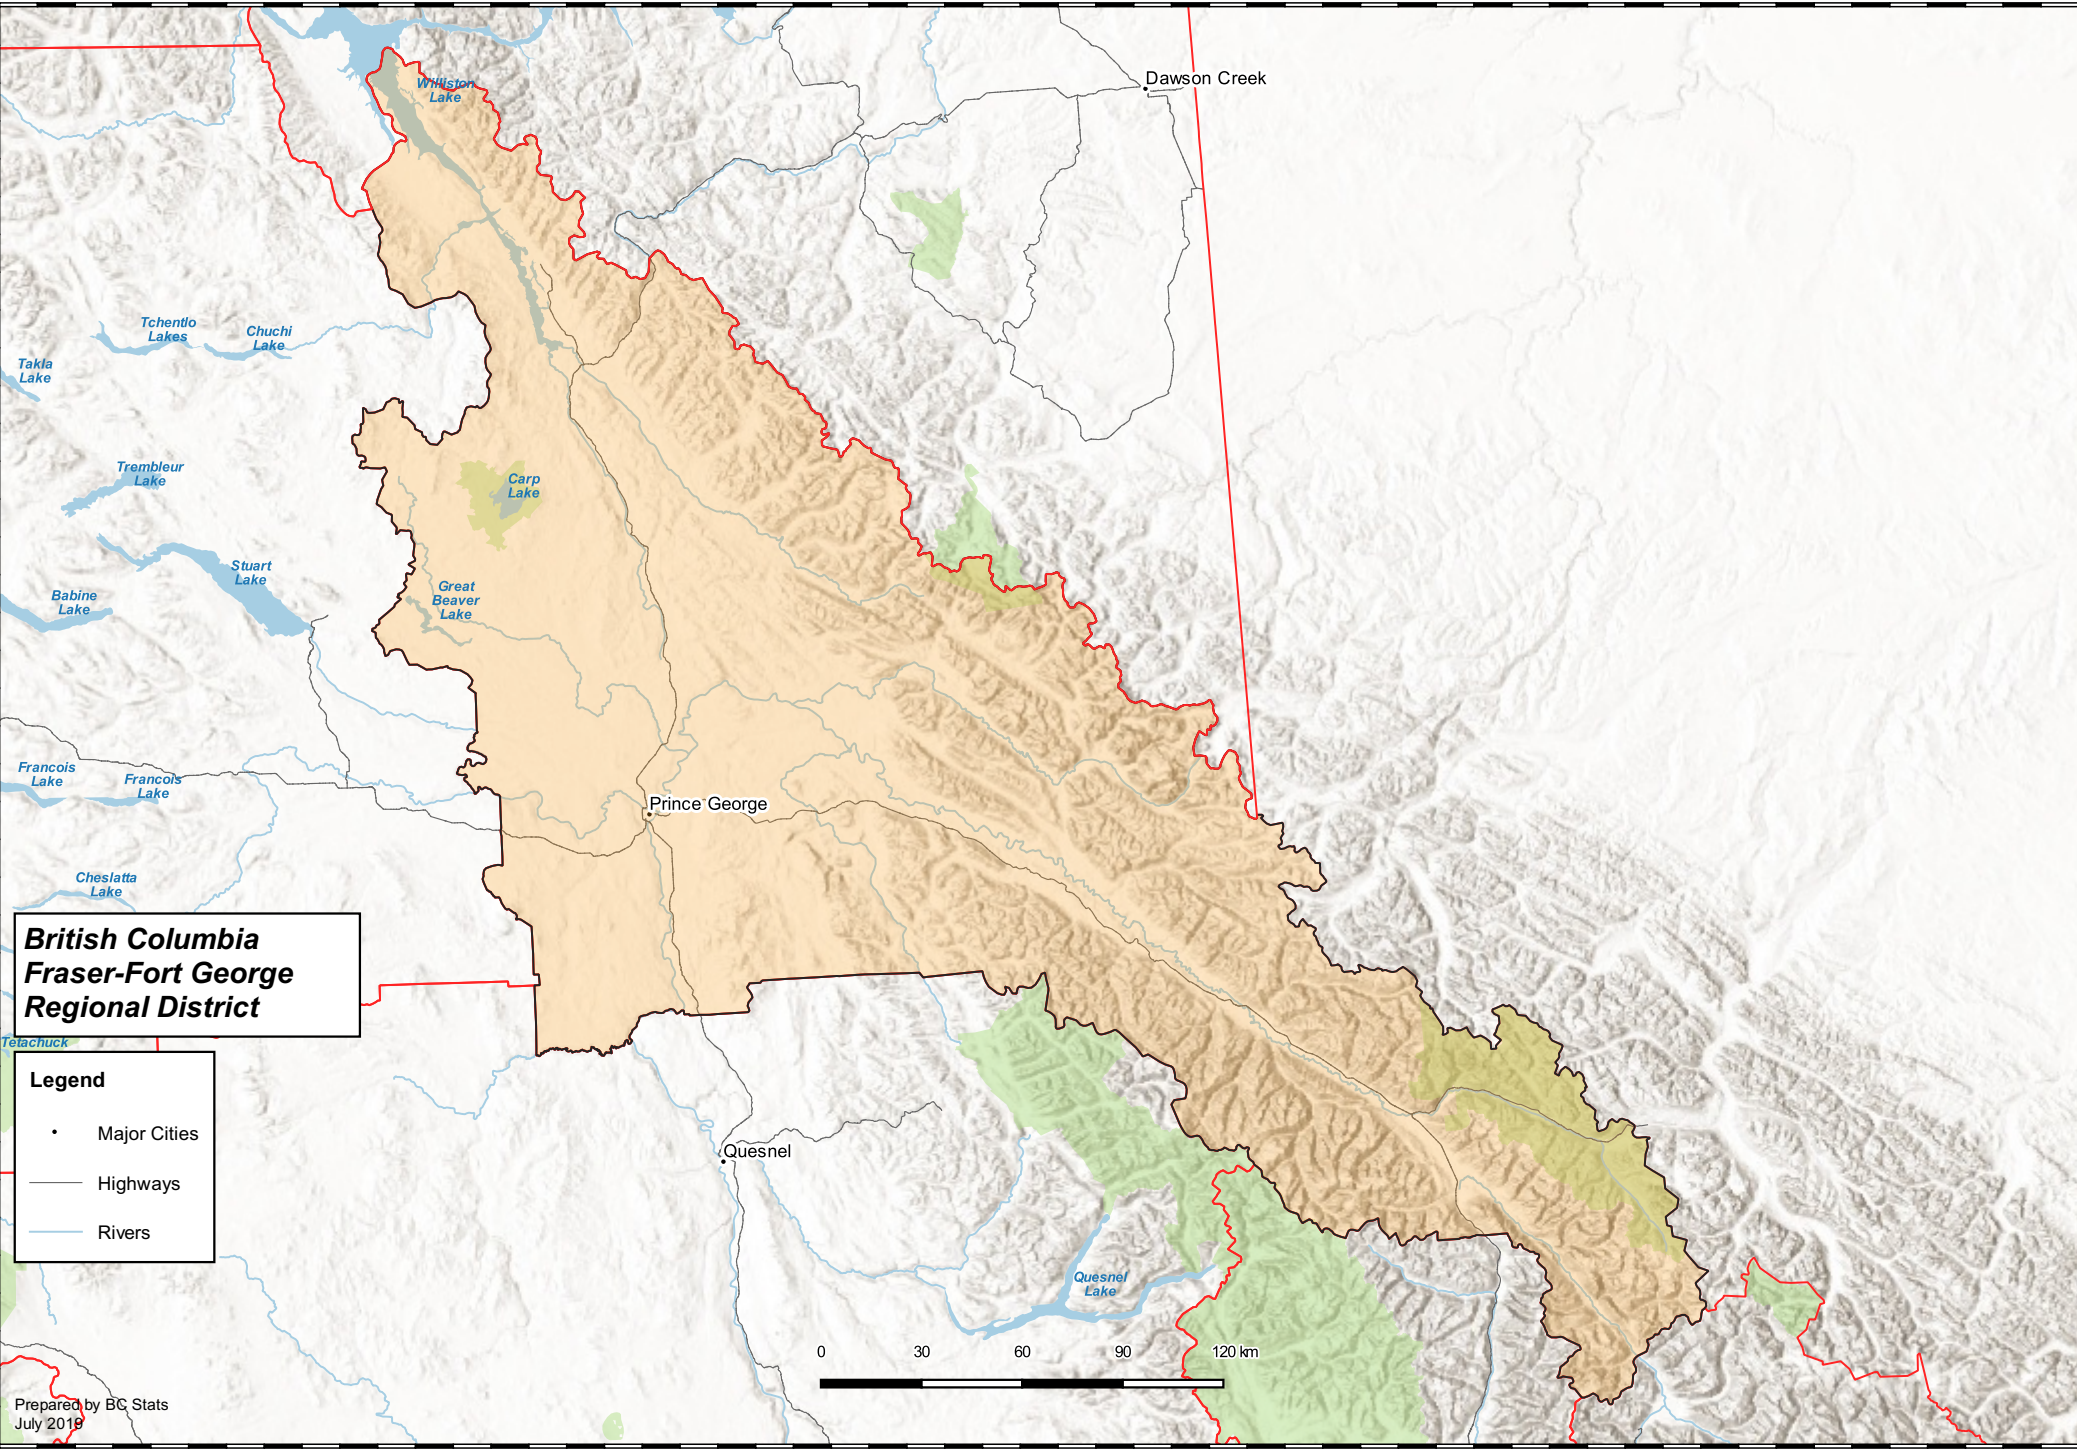 Williston
Lake
Dawson Creek
Tchentlo
Lakes
Chuchi
Lake
Takla
Lake
Trembleur
Lake
Carp
Lake
Stuart
Lake
Babine
Lake
Great
Beaver
Lake
Francois
Lake
Francois
Lake
Prince George
Cheslatta
Lake
British Columbia
Fraser-Fort George
Regional District
Tetachuck
Legend
Major Cities
Highways
Rivers
Quesnel
Quesnel
Lake
0 30 60 90 120 km
Prepared by BC Stats
July 2019